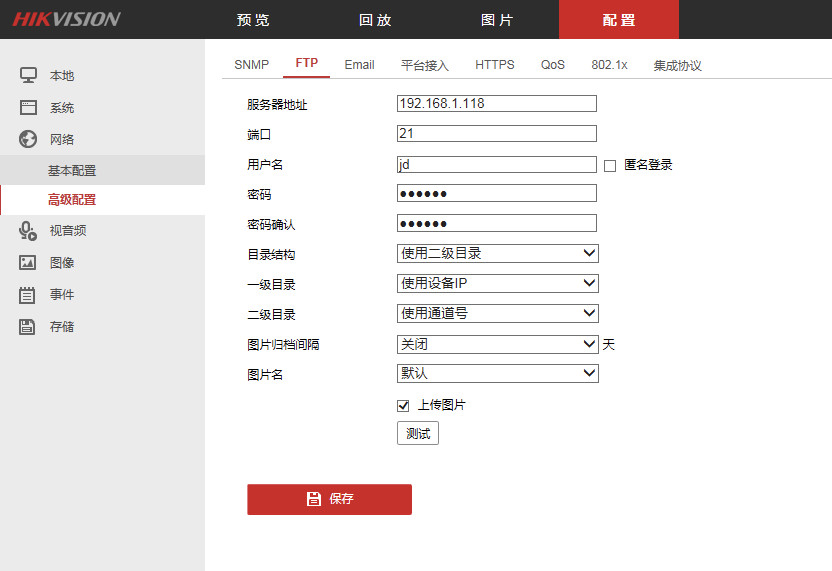 HIKVISION
预览 回放 图片 配置
本地
系统
网络
基本配置
高级配置
视音频
图像
事件
存储
SNMP FTP Email 平台接入 HTTPS QoS 802.1x 集成协议
服务器地址 192.168.1.118
端口 21
用户名 jd 匿名登录
密码 ●●●●●●
密码确认 ●●●●●●
目录结构 使用二级目录
一级目录 使用设备IP
二级目录 使用通道号
图片归档间隔 关闭 天
图片名 默认
上传图片
测试
保存